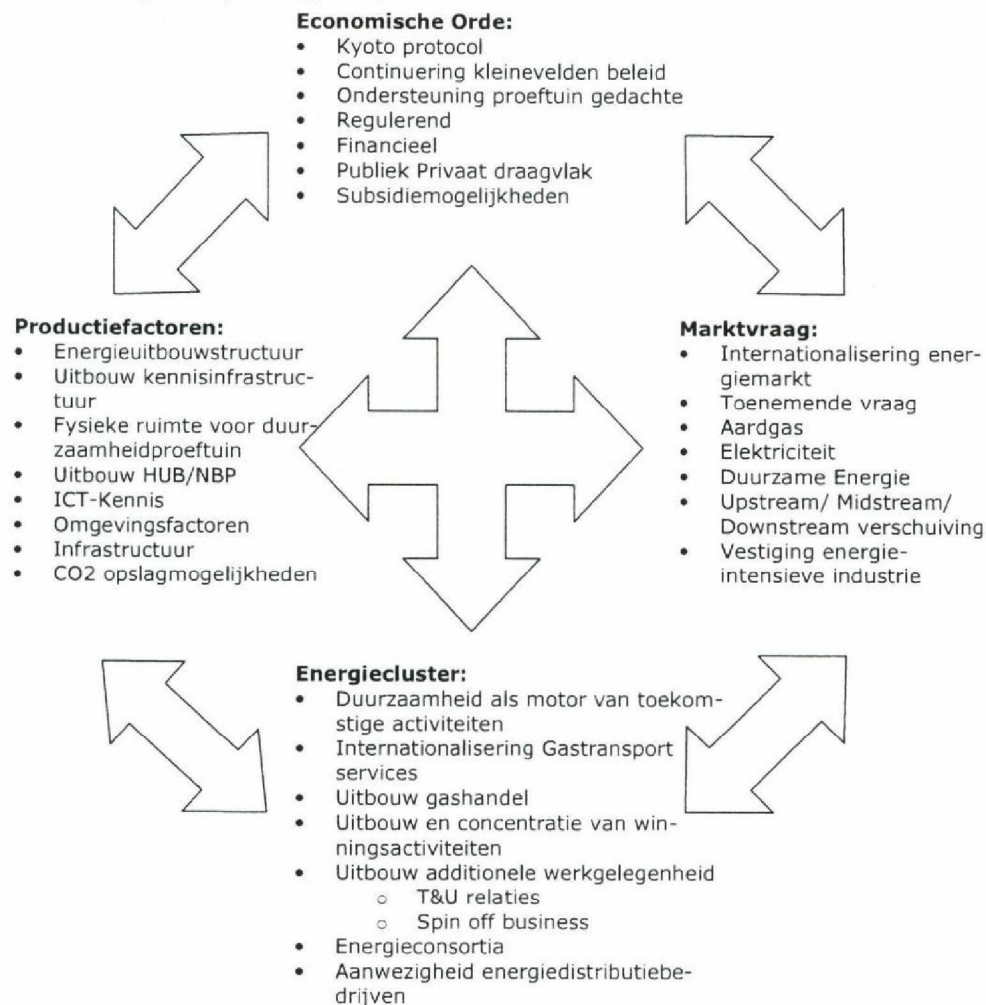 Economische Orde:
• Kyoto protocol
• Continuering kleinevelden beleid
• Ondersteuning proeftuin gedachte
• Regulerend
• Financieel
• Publiek Privaat draagvlak
• Subsidiemogelijkheden
Productiefactoren:
• Energieuitbouwstructuur
• Uitbouw kennisinfrastruc-
tuur
• Fysieke ruimte voor duur-
zaamheidproeftuin
• Uitbouw HUB/NBP
• ICT-Kennis
• Omgevingsfactoren
• Infrastructuur
• CO2 opslagmogelijkheden
Marktvraag:
• Internationalisering ener-
giemarkt
• Toenemende vraag
• Aardgas
• Elektriciteit
• Duurzame Energie
• Upstream/ Midstream/
Downstream verschuiving
• Vestiging energie-
intensieve industrie
Energiecluster:
• Duurzaamheid als motor van toekom-
stige activiteiten
• Internationalisering Gastransport
services
• Uitbouw gashandel
• Uitbouw en concentratie van win-
ningsactiviteiten
• Uitbouw additionele werkgelegenheid
○ T&U relaties
○ Spin off business
• Energieconsortia
• Aanwezigheid energiedistributiebe-
drijven